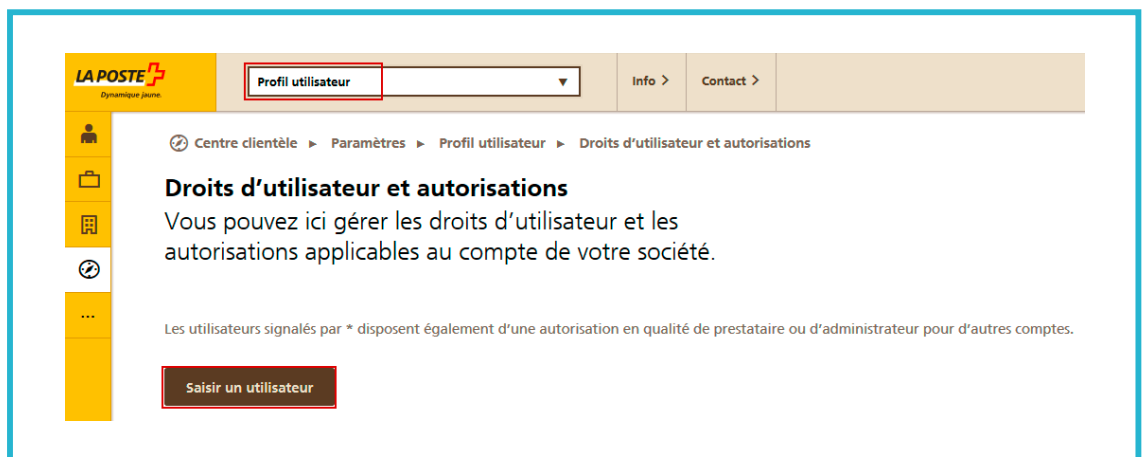 LA POSTE
Dynamique jaune.
Profil utilisateur ▼
Info >
Contact >
Centre clientèle ► Paramètres ► Profil utilisateur ► Droits d'utilisateur et autorisations
Droits d'utilisateur et autorisations
Vous pouvez ici gérer les droits d'utilisateur et les
autorisations applicables au compte de votre société.
...
Les utilisateurs signalés par * disposent également d'une autorisation en qualité de prestataire ou d'administrateur pour d'autres comptes.
Saisir un utilisateur